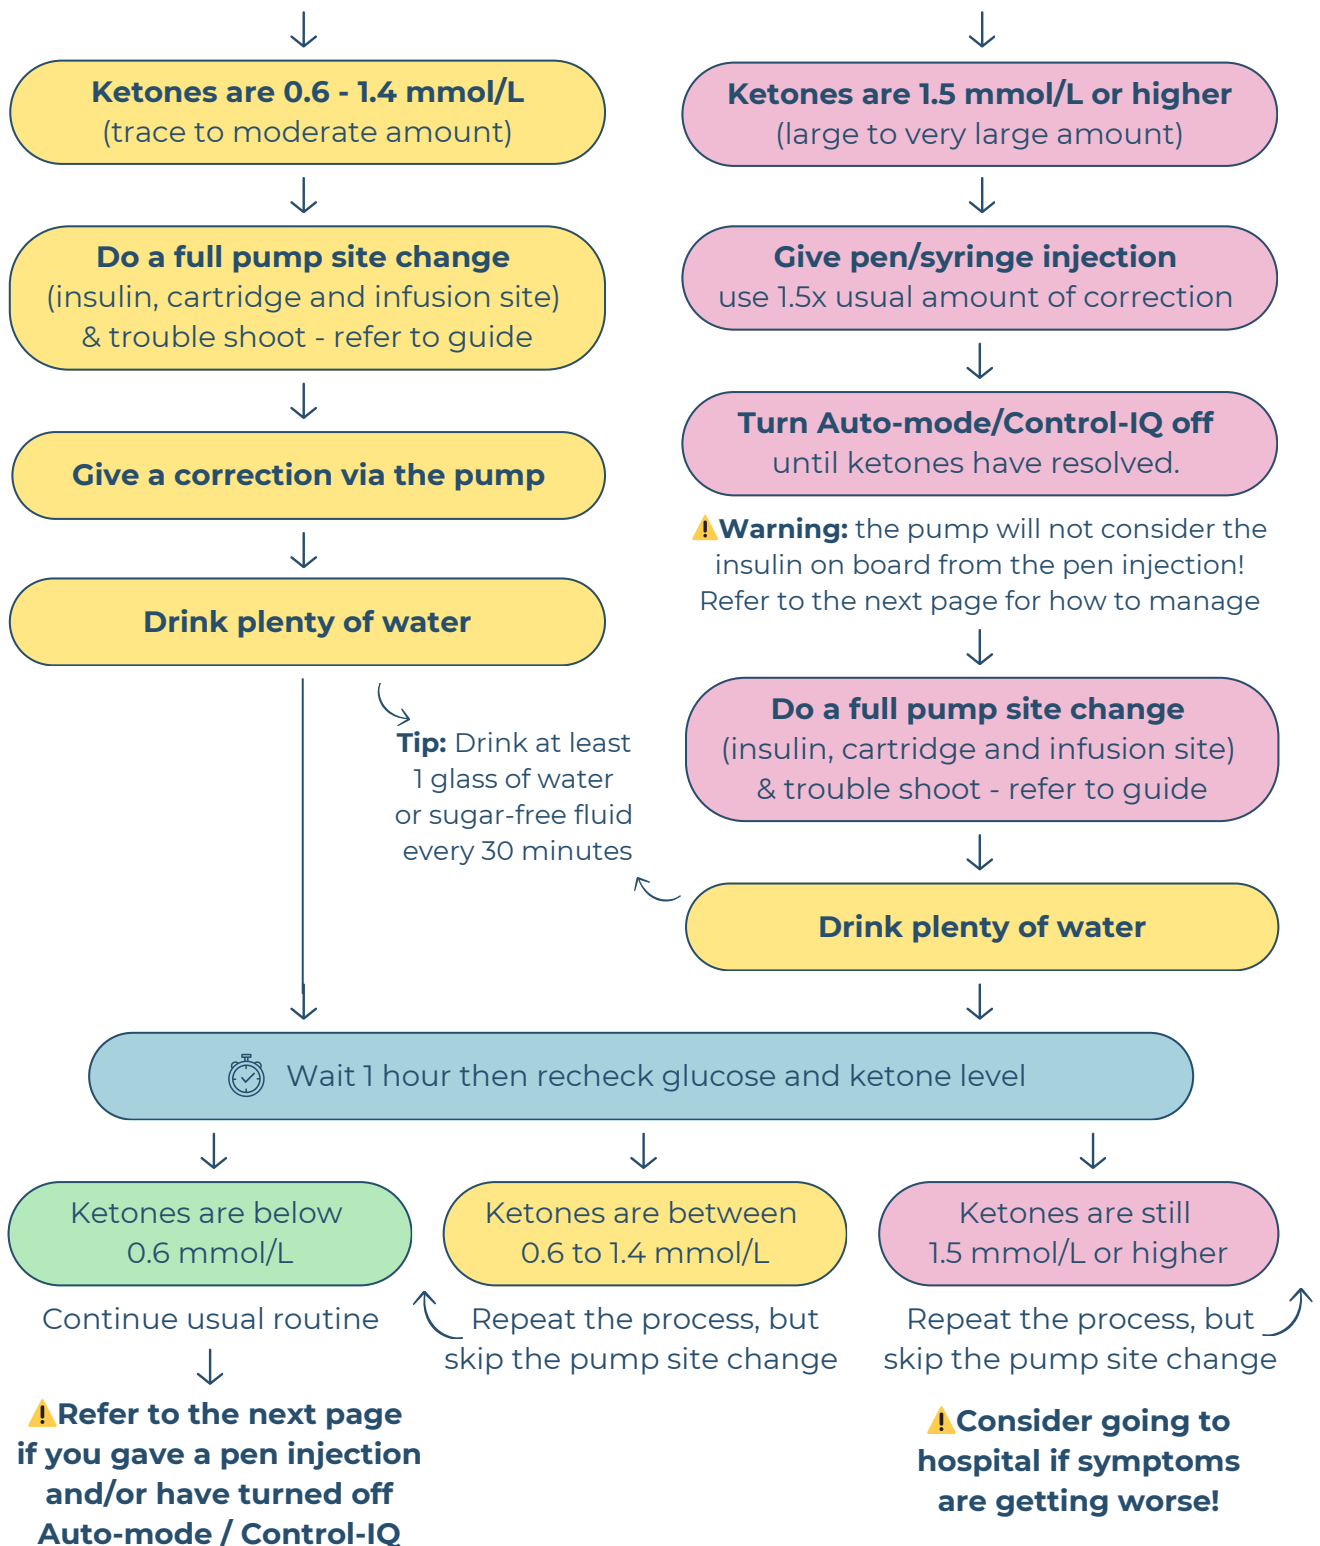 Ketones are 0.6 - 1.4 mmol/L
(trace to moderate amount)
Do a full pump site change
(insulin, cartridge and infusion site)
& trouble shoot - refer to guide
Give a correction via the pump
Drink plenty of water
Ketones are 1.5 mmol/L or higher
(large to very large amount)
Give pen/syringe injection
use 1.5x usual amount of correction
Turn Auto-mode/Control-IQ off
until ketones have resolved.
⚠️Warning: the pump will not consider the
insulin on board from the pen injection!
Refer to the next page for how to manage
Do a full pump site change
(insulin, cartridge and infusion site)
& trouble shoot - refer to guide
Drink plenty of water
Tip: Drink at least
1 glass of water
or sugar-free fluid
every 30 minutes
Wait 1 hour then recheck glucose and ketone level
Ketones are below
0.6 mmol/L
Continue usual routine
⚠️Refer to the next page
if you gave a pen injection
and/or have turned off
Auto-mode / Control-IQ
Ketones are between
0.6 to 1.4 mmol/L
Repeat the process, but
skip the pump site change
Ketones are still
1.5 mmol/L or higher
Repeat the process, but
skip the pump site change
⚠️Consider going to
hospital if symptoms
are getting worse!